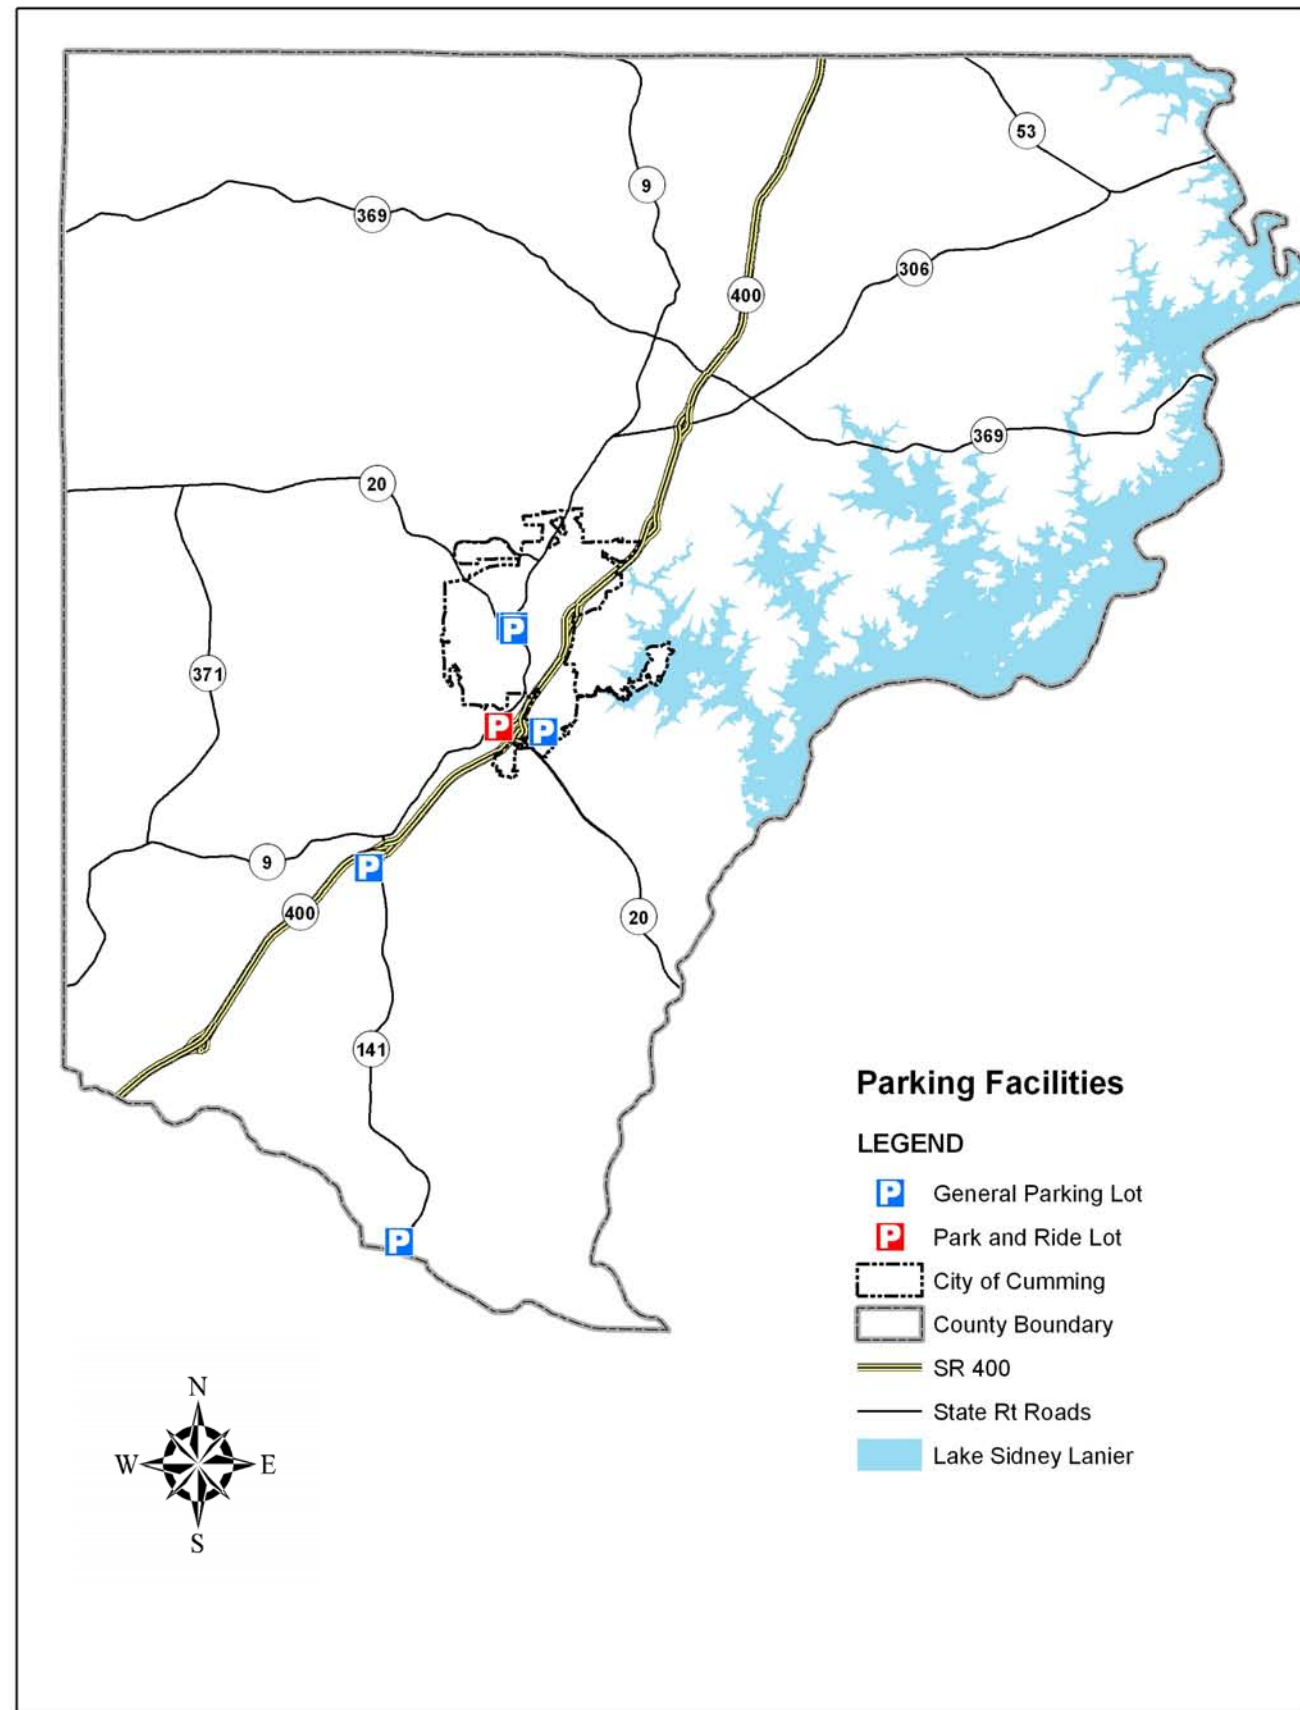 53
9
369
306
400
369
20
P
371
P
P
9
P
400
20
141
Parking Facilities
LEGEND
P General Parking Lot
P Park and Ride Lot
P
City of Cumming
County Boundary
SR 400
State Rt Roads
Lake Sidney Lanier
N
W E
S